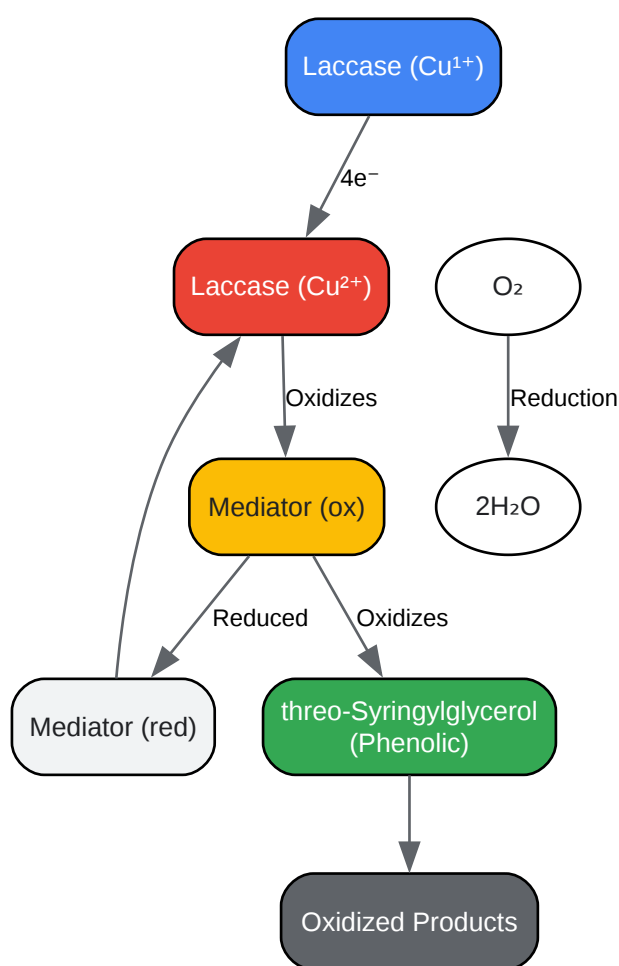 Laccase (Cu¹⁺)
4e⁻
Laccase (Cu²⁺)
O₂
Oxidizes
Reduction
Mediator (ox)
2H₂O
Reduced
Oxidizes
Mediator (red)
threo-Syringylglycerol
(Phenolic)
Oxidized Products